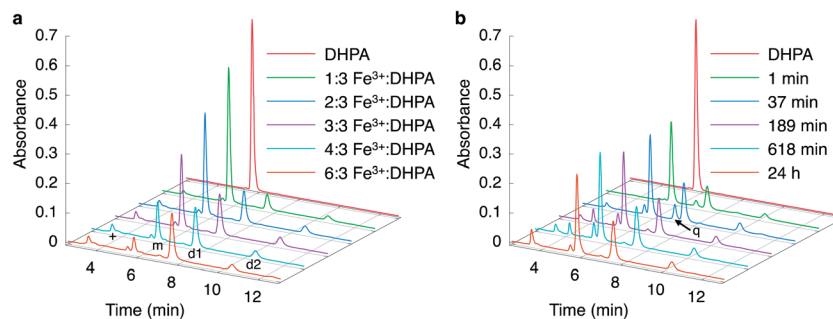 a
0.7
0.6
0.5
0.4
0.3
0.2
0.1
0
Absorbance
4
6
8
10
12
Time (min)
DHPA
1:3 Fe³⁺:DHPA
2:3 Fe³⁺:DHPA
3:3 Fe³⁺:DHPA
4:3 Fe³⁺:DHPA
6:3 Fe³⁺:DHPA
+
m
d1
d2
b
0.7
0.6
0.5
0.4
0.3
0.2
0.1
0
Absorbance
4
6
8
10
12
Time (min)
DHPA
1 min
37 min
189 min
618 min
24 h
q